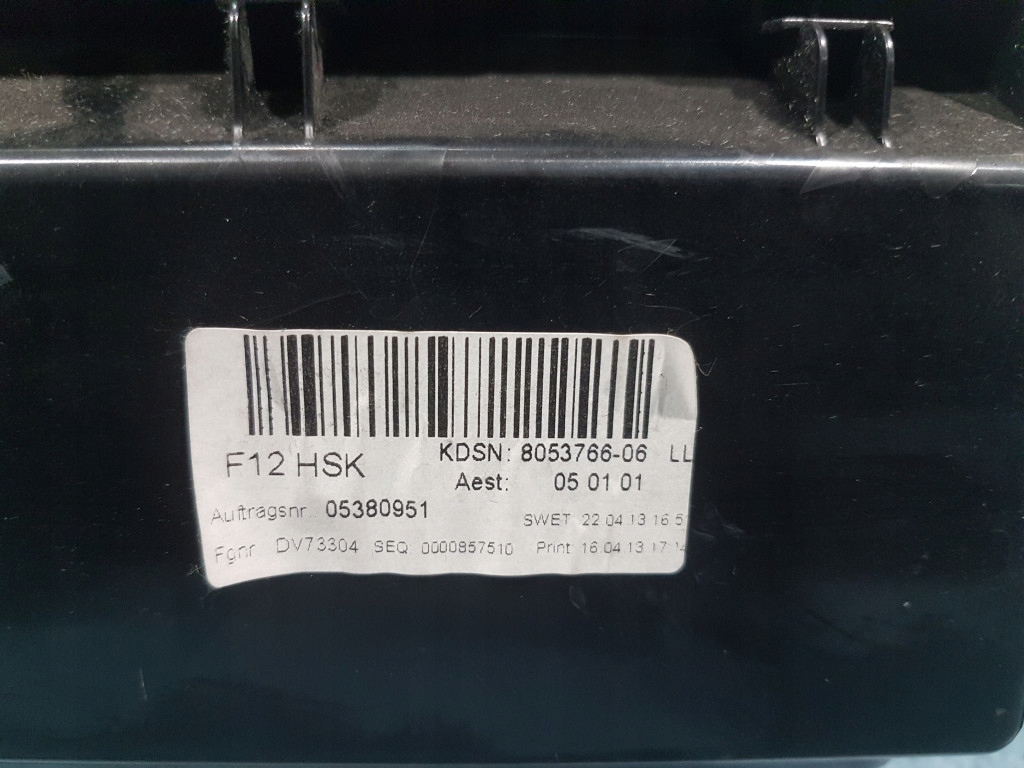 F12 HSK KDSN: 8053766-06 LL
Aest: 05 01 01
Auftragsnr. 05380951 SWET 22.04.13 16:5
Fgnr DV73304 SEQ 0000857510 Print 16.04.13 17:14